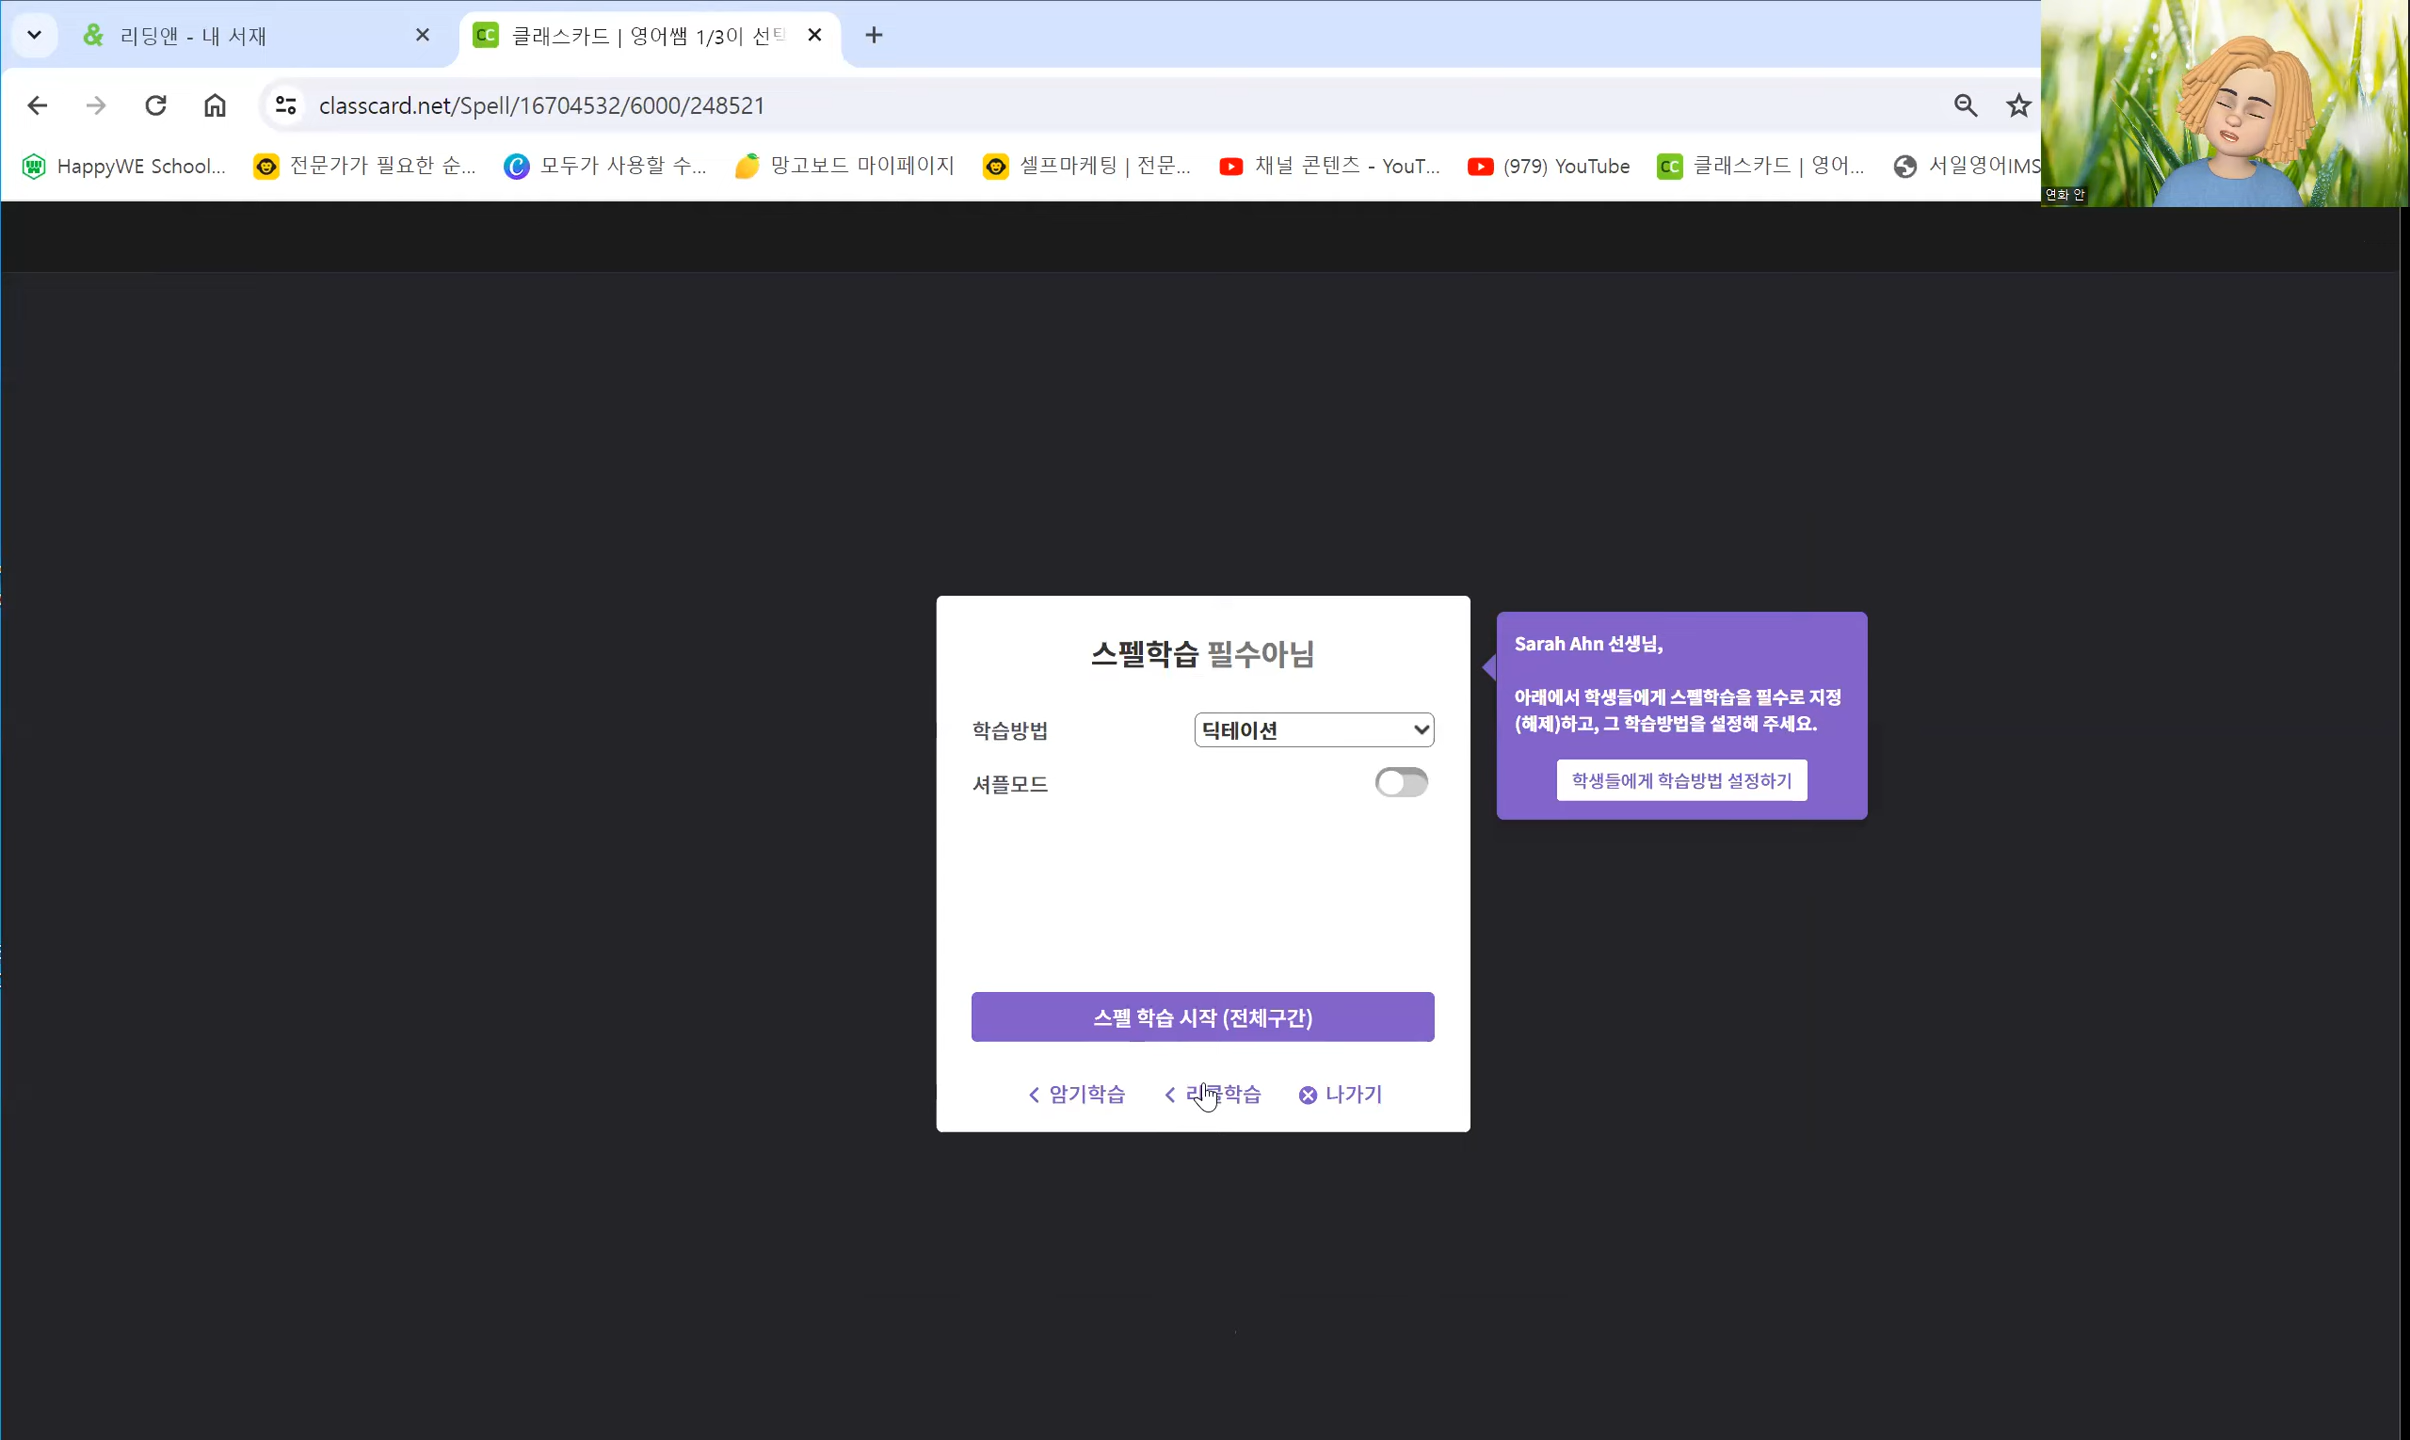 리딩앤 - 내 서재
클래스카드 | 영어쌤 1/3이 선택
classcard.net/Spell/16704532/6000/248521
HappyWE School...
전문가가 필요한 순...
모두가 사용할 수...
망고보드 마이페이지
셀프마케팅 | 전문...
채널 콘텐츠 - YouT...
(979) YouTube
CC 클래스카드 | 영어...
서일영어IMS
연화 안
스펠학습 필수아님
학습방법 딕테이션
셔플모드
스펠 학습 시작 (전체구간)
암기학습 리콜학습 나가기
Sarah Ahn 선생님,
아래에서 학생들에게 스펠학습을 필수로 지정
(해제)하고, 그 학습방법을 설정해 주세요.
학생들에게 학습방법 설정하기